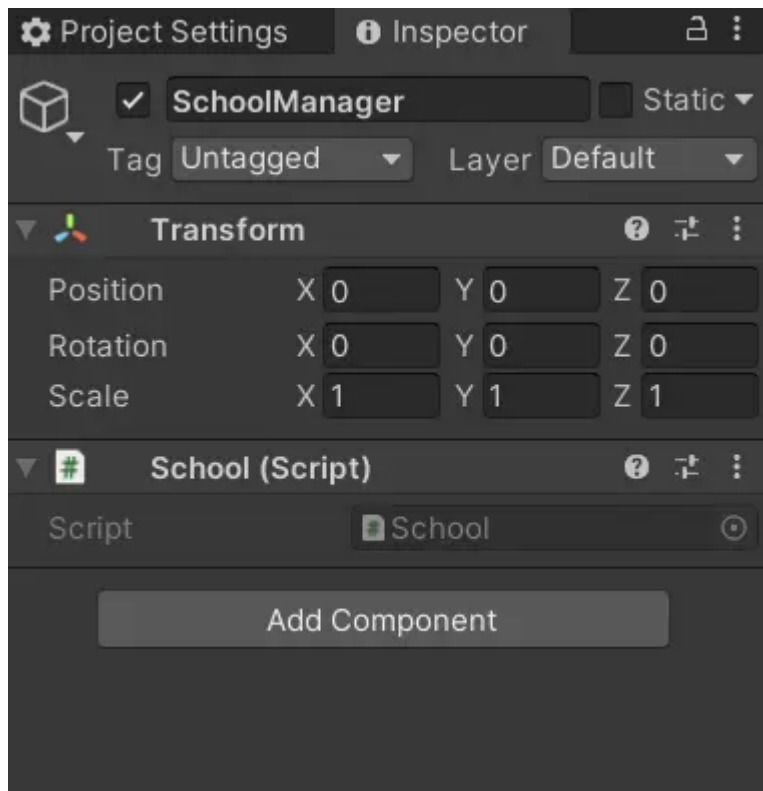 Project Settings Inspector
SchoolManager Static
Tag Untagged Layer Default
Transform
Position X 0 Y 0 Z 0
Rotation X 0 Y 0 Z 0
Scale X 1 Y 1 Z 1
# School (Script)
Script # School
Add Component